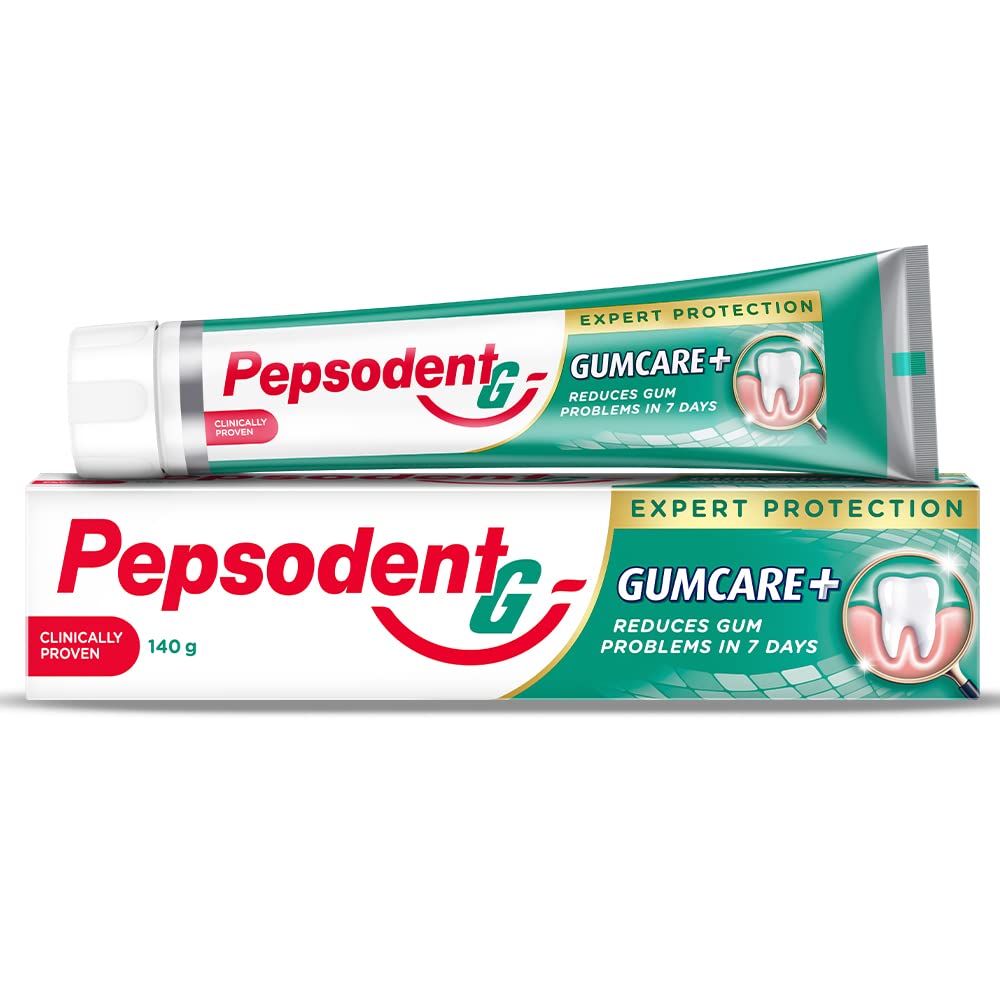 EXPERT PROTECTION
Pepsodent G
GUMCARE+
REDUCES GUM
PROBLEMS IN 7 DAYS
CLINICALLY
PROVEN
EXPERT PROTECTION
Pepsodent G
GUMCARE+
REDUCES GUM
PROBLEMS IN 7 DAYS
CLINICALLY
PROVEN
140 g